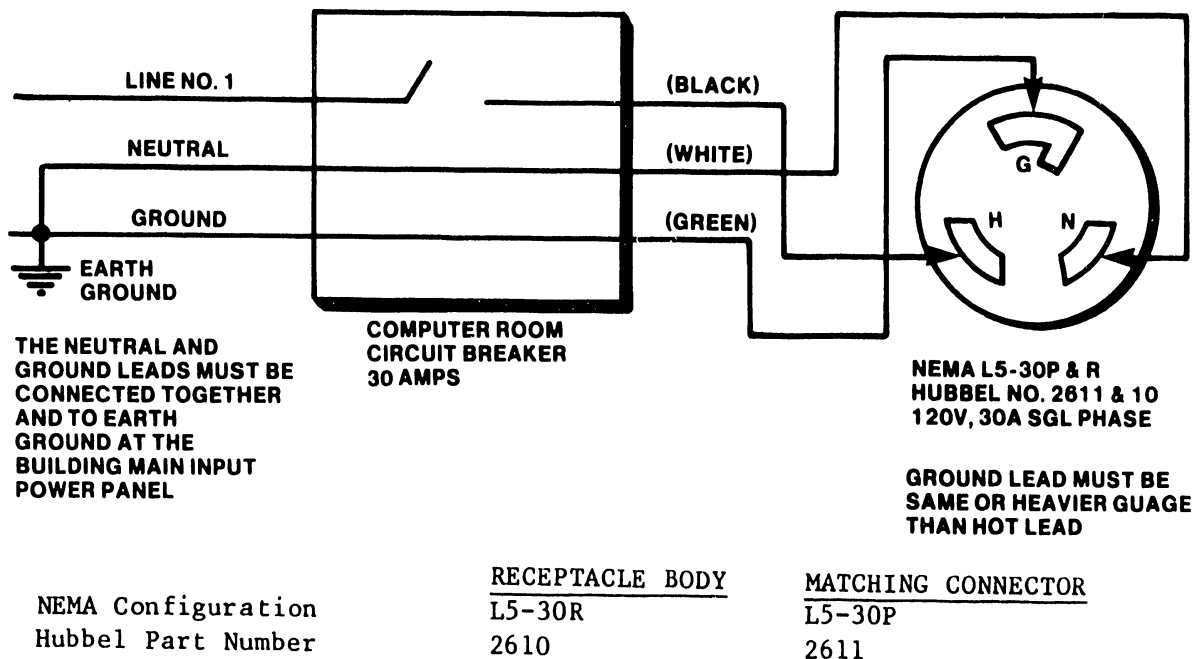 LINE NO. 1
(BLACK)
NEUTRAL
(WHITE)
GROUND
(GREEN)
G
H
N
EARTH
GROUND
COMPUTER ROOM
CIRCUIT BREAKER
30 AMPS
THE NEUTRAL AND
GROUND LEADS MUST BE
CONNECTED TOGETHER
AND TO EARTH
GROUND AT THE
BUILDING MAIN INPUT
POWER PANEL
NEMA L5-30P & R
HUBBEL NO. 2611 & 10
120V, 30A SGL PHASE
GROUND LEAD MUST BE
SAME OR HEAVIER GUAGE
THAN HOT LEAD
RECEPTACLE BODY MATCHING CONNECTOR
NEMA Configuration L5-30R L5-30P
Hubbel Part Number 2610 2611